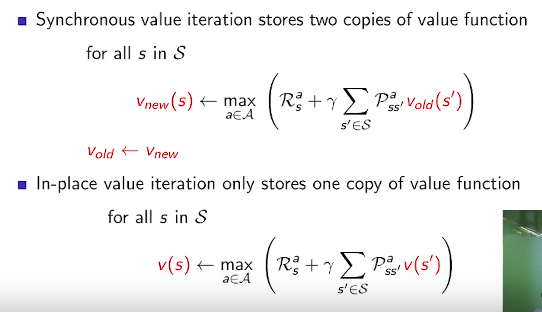 Synchronous value iteration stores two copies of value function
for all s in 𝒮
v_new(s) ← max_{a∈𝒜} ( ℛ_s^a + γ ∑_{s′∈𝒮} 𝒫_{ss′}^a v_old(s′) )
v_old ← v_new
In-place value iteration only stores one copy of value function
for all s in 𝒮
v(s) ← max_{a∈𝒜} ( ℛ_s^a + γ ∑_{s′∈𝒮} 𝒫_{ss′}^a v(s′) )